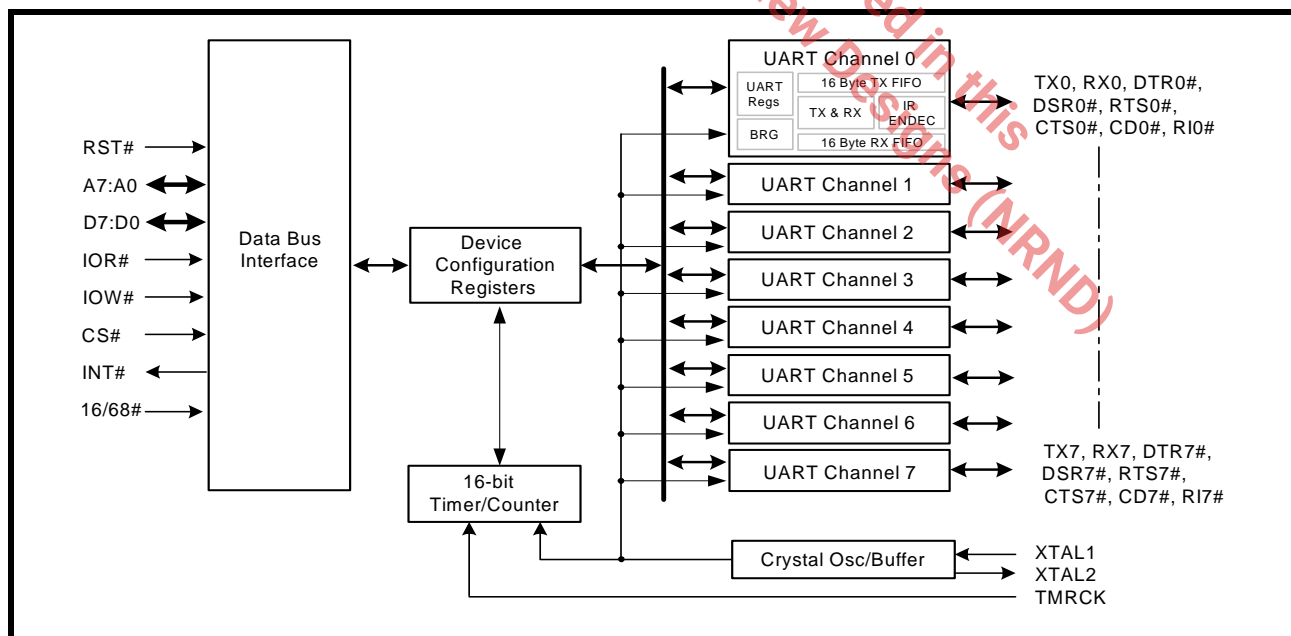 RST#
A7:A0
D7:D0
IOR#
IOW#
CS#
INT#
16/68#
Data Bus
Interface
Device
Configuration
Registers
16-bit
Timer/Counter
UART Channel 0
UART
Regs
BRG
16 Byte TX FIFO
TX & RX
IR
ENDEC
16 Byte RX FIFO
UART Channel 1
UART Channel 2
UART Channel 3
UART Channel 4
UART Channel 5
UART Channel 6
UART Channel 7
Crystal Osc/Buffer
TX0, RX0, DTR0#,
DSR0#, RTS0#,
CTS0#, CD0#, RI0#
TX7, RX7, DTR7#,
DSR7#, RTS7#,
CTS7#, CD7#, RI7#
XTAL1
XTAL2
TMRCK
in this
Designs (NRND)